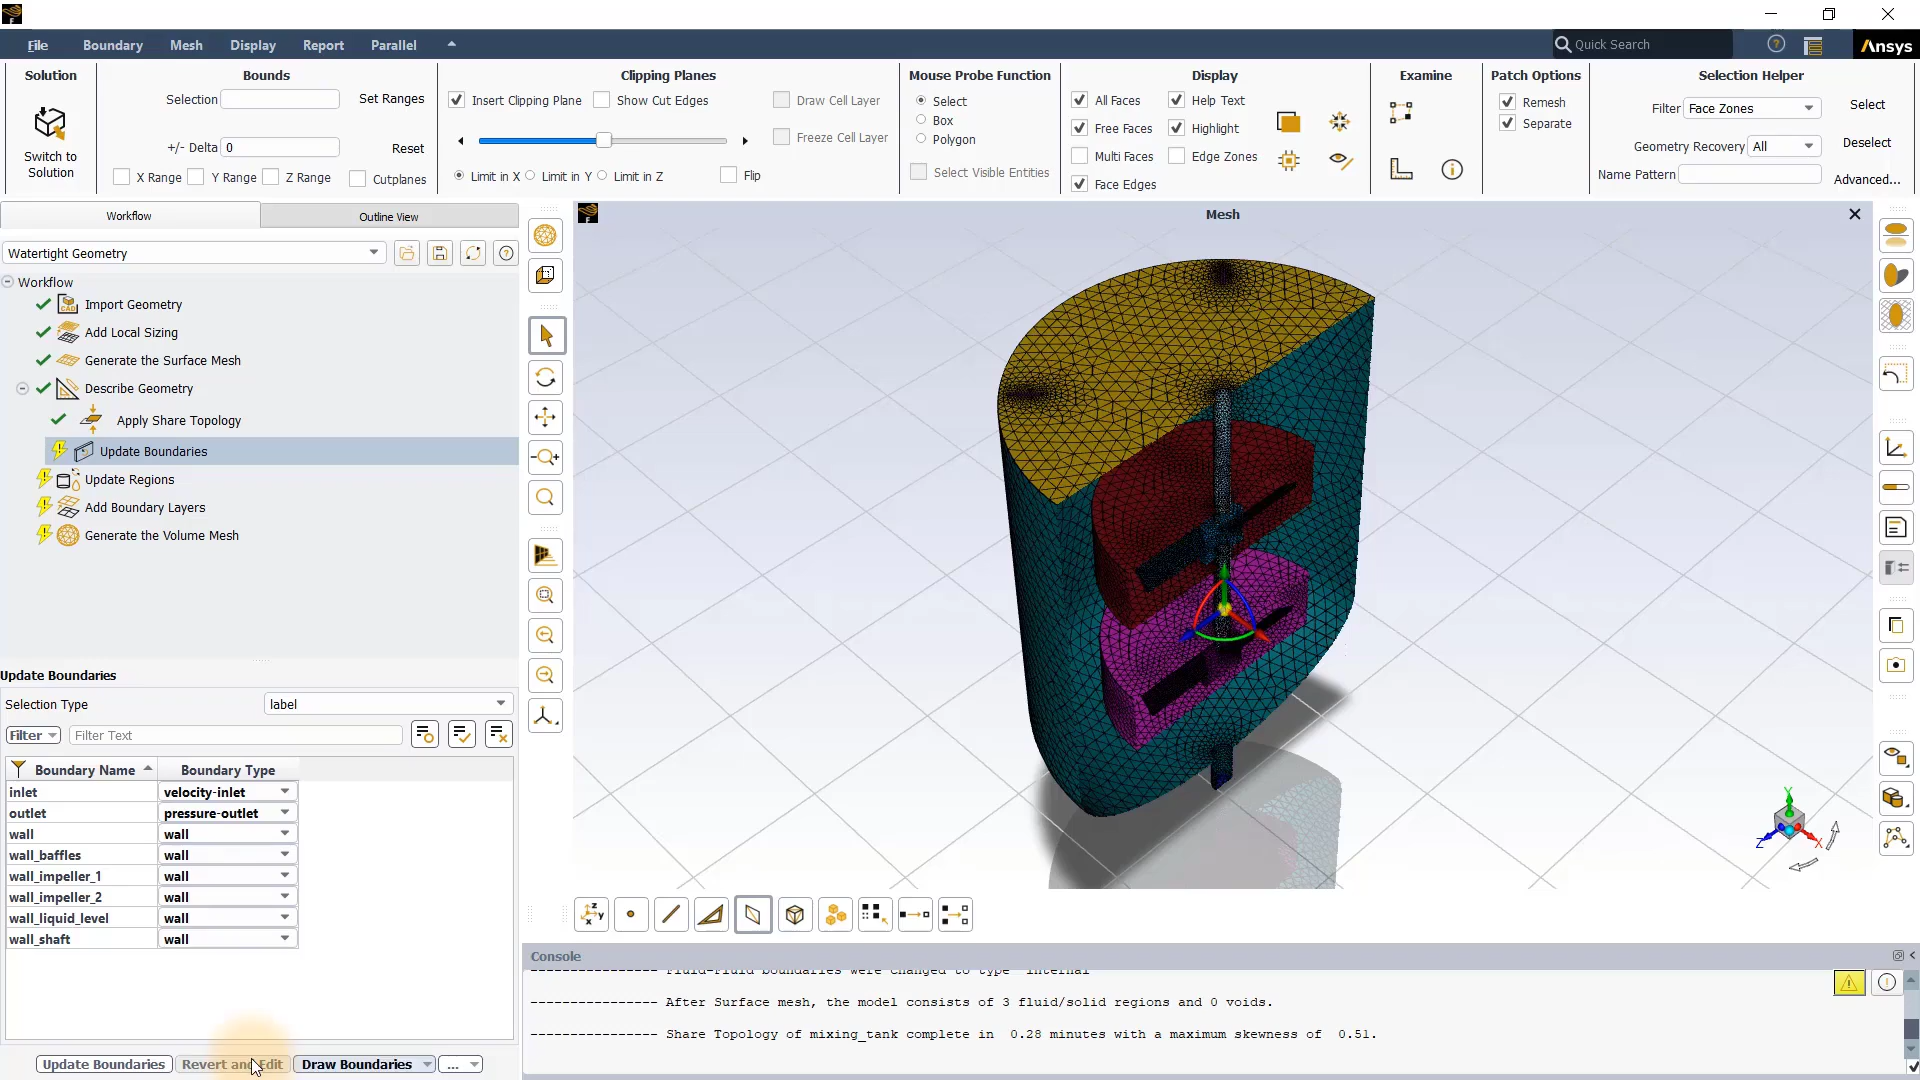 File Boundary Mesh Display Report Parallel Quick Search Ansys
Solution Bounds Clipping Planes Mouse Probe Function Display Examine Patch Options Selection Helper
Switch to
Solution
Selection Set Ranges
+/- Delta 0 Reset
X Range Y Range Z Range Cutplanes
Insert Clipping Plane Show Cut Edges Draw Cell Layer
Freeze Cell Layer
Limit in X Limit in Y Limit in Z Flip
Select
Box
Polygon
Select Visible Entities
All Faces Help Text
Free Faces Highlight
Multi Faces Edge Zones
Face Edges
Remesh
Separate
Filter Face Zones Select
Geometry Recovery All Deselect
Name Pattern Advanced...
Workflow Outline View
Watertight Geometry
Workflow
Import Geometry
Add Local Sizing
Generate the Surface Mesh
Describe Geometry
Apply Share Topology
Update Boundaries
Update Regions
Add Boundary Layers
Generate the Volume Mesh
Update Boundaries
Selection Type label
Filter Filter Text
Boundary Name Boundary Type
inlet velocity-inlet
outlet pressure-outlet
wall wall
wall_baffles wall
wall_impeller_1 wall
wall_impeller_2 wall
wall_liquid_level wall
wall_shaft wall
Update Boundaries Revert and Edit Draw Boundaries ...
Mesh
Y
Z X
Console
---------------- Fluid-Fluid boundaries were changed to type internal
---------------- After Surface mesh, the model consists of 3 fluid/solid regions and 0 voids.
---------------- Share Topology of mixing_tank complete in 0.28 minutes with a maximum skewness of 0.51.